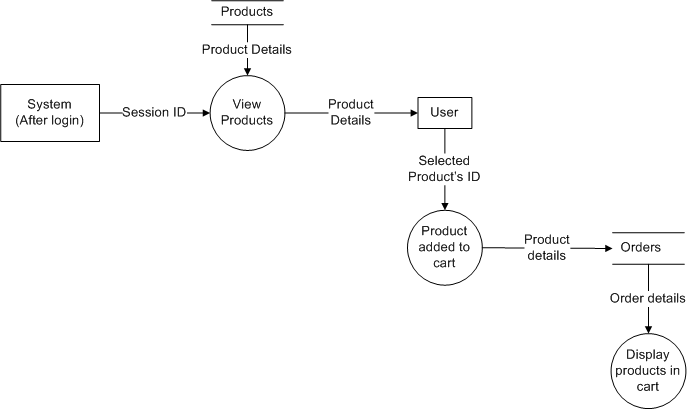 Products
Product Details
System
(After login)
Session ID
View
Products
Product
Details
User
Selected
Product's ID
Product
added to
cart
Product
details
Orders
Order details
Display
products in
cart